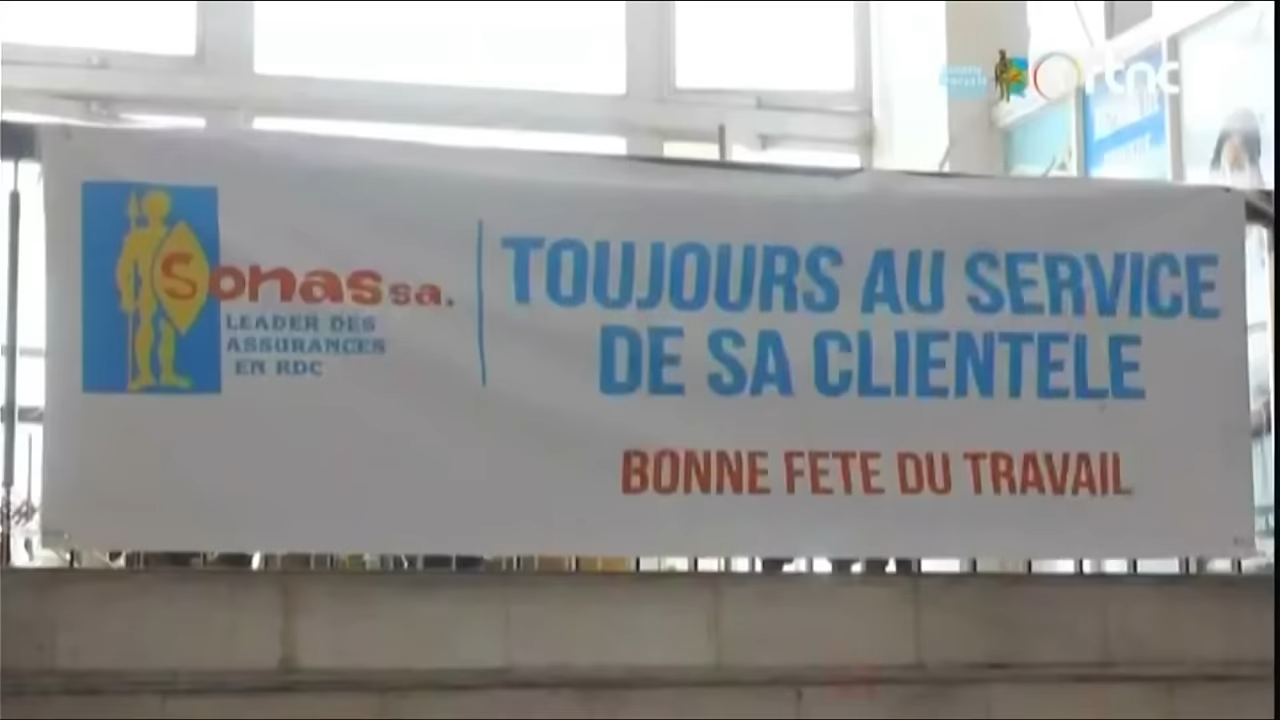 rtnc
Sonas sa.
LEADER DES
ASSURANCES
EN RDC
TOUJOURS AU SERVICE
DE SA CLIENTELE
BONNE FETE DU TRAVAIL